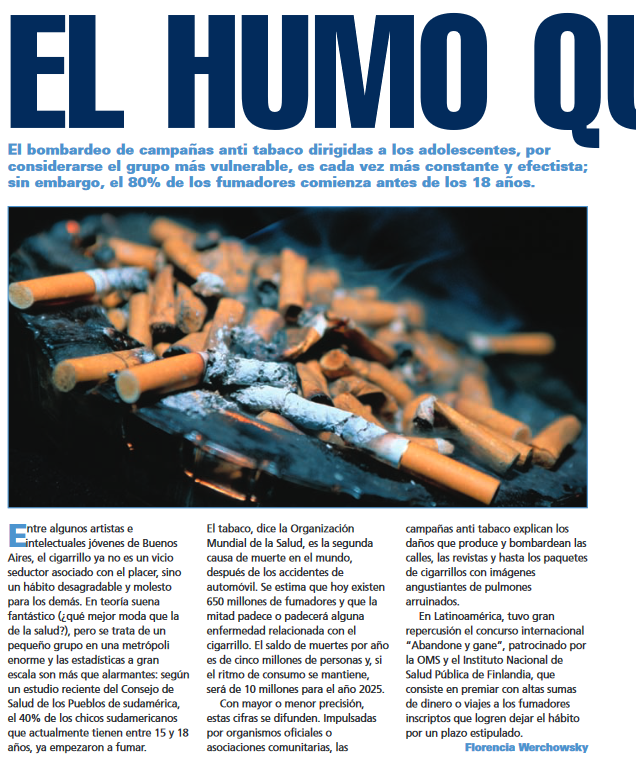 EL HUMO QU
El bombardeo de campañas anti tabaco dirigidas a los adolescentes, por
considerarse el grupo más vulnerable, es cada vez más constante y efectista;
sin embargo, el 80% de los fumadores comienza antes de los 18 años.
Entre algunos artistas e
intelectuales jóvenes de Buenos
Aires, el cigarrillo ya no es un vicio
seductor asociado con el placer, sino
un hábito desagradable y molesto
para los demás. En teoría suena
fantástico (¿qué mejor moda que la
de la salud?), pero se trata de un
pequeño grupo en una metrópoli
enorme y las estadísticas a gran
escala son más que alarmantes: según
un estudio reciente del Consejo de
Salud de los Pueblos de sudamérica,
el 40% de los chicos sudamericanos
que actualmente tienen entre 15 y 18
años, ya empezaron a fumar.
El tabaco, dice la Organización
Mundial de la Salud, es la segunda
causa de muerte en el mundo,
después de los accidentes de
automóvil. Se estima que hoy existen
650 millones de fumadores y que la
mitad padece o padecerá alguna
enfermedad relacionada con el
cigarrillo. El saldo de muertes por año
es de cinco millones de personas y, si
el ritmo de consumo se mantiene,
será de 10 millones para el año 2025.
Con mayor o menor precisión,
estas cifras se difunden. Impulsadas
por organismos oficiales o
asociaciones comunitarias, las
campañas anti tabaco explican los
daños que produce y bombardean las
calles, las revistas y hasta los paquetes
de cigarrillos con imágenes
angustiantes de pulmones
arruinados.
En Latinoamérica, tuvo gran
repercusión el concurso internacional
“Abandone y gane”, patrocinado por
la OMS y el Instituto Nacional de
Salud Pública de Finlandia, que
consiste en premiar con altas sumas
de dinero o viajes a los fumadores
inscriptos que logren dejar el hábito
por un plazo estipulado.
Florencia Werchowsky